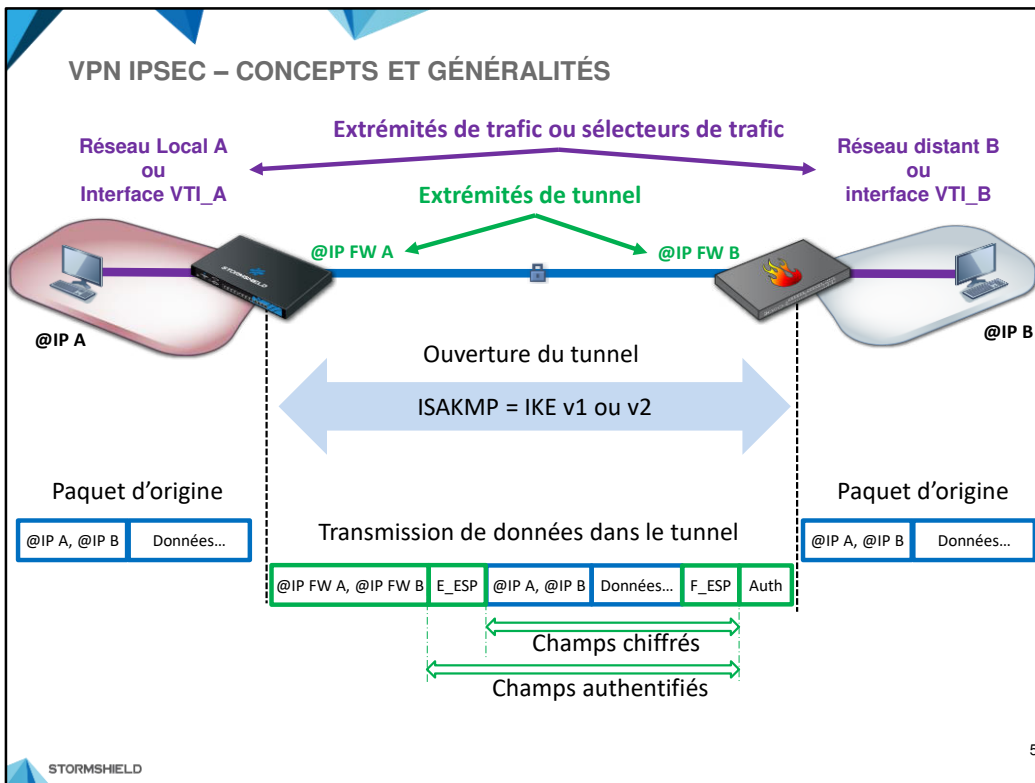 VPN IPSEC – CONCEPTS ET GÉNÉRALITÉS
Extrémités de trafic ou sélecteurs de trafic
Réseau Local A
ou
Interface VTI_A
Réseau distant B
ou
interface VTI_B
Extrémités de tunnel
@IP FW A
@IP FW B
STORMSHIELD
@IP A
@IP B
Ouverture du tunnel
ISAKMP = IKE v1 ou v2
Paquet d’origine
Paquet d’origine
@IP A, @IP B
Données…
Transmission de données dans le tunnel
@IP A, @IP B
Données…
@IP FW A, @IP FW B
E_ESP
@IP A, @IP B
Données…
F_ESP
Auth
Champs chiffrés
Champs authentifiés
5
STORMSHIELD